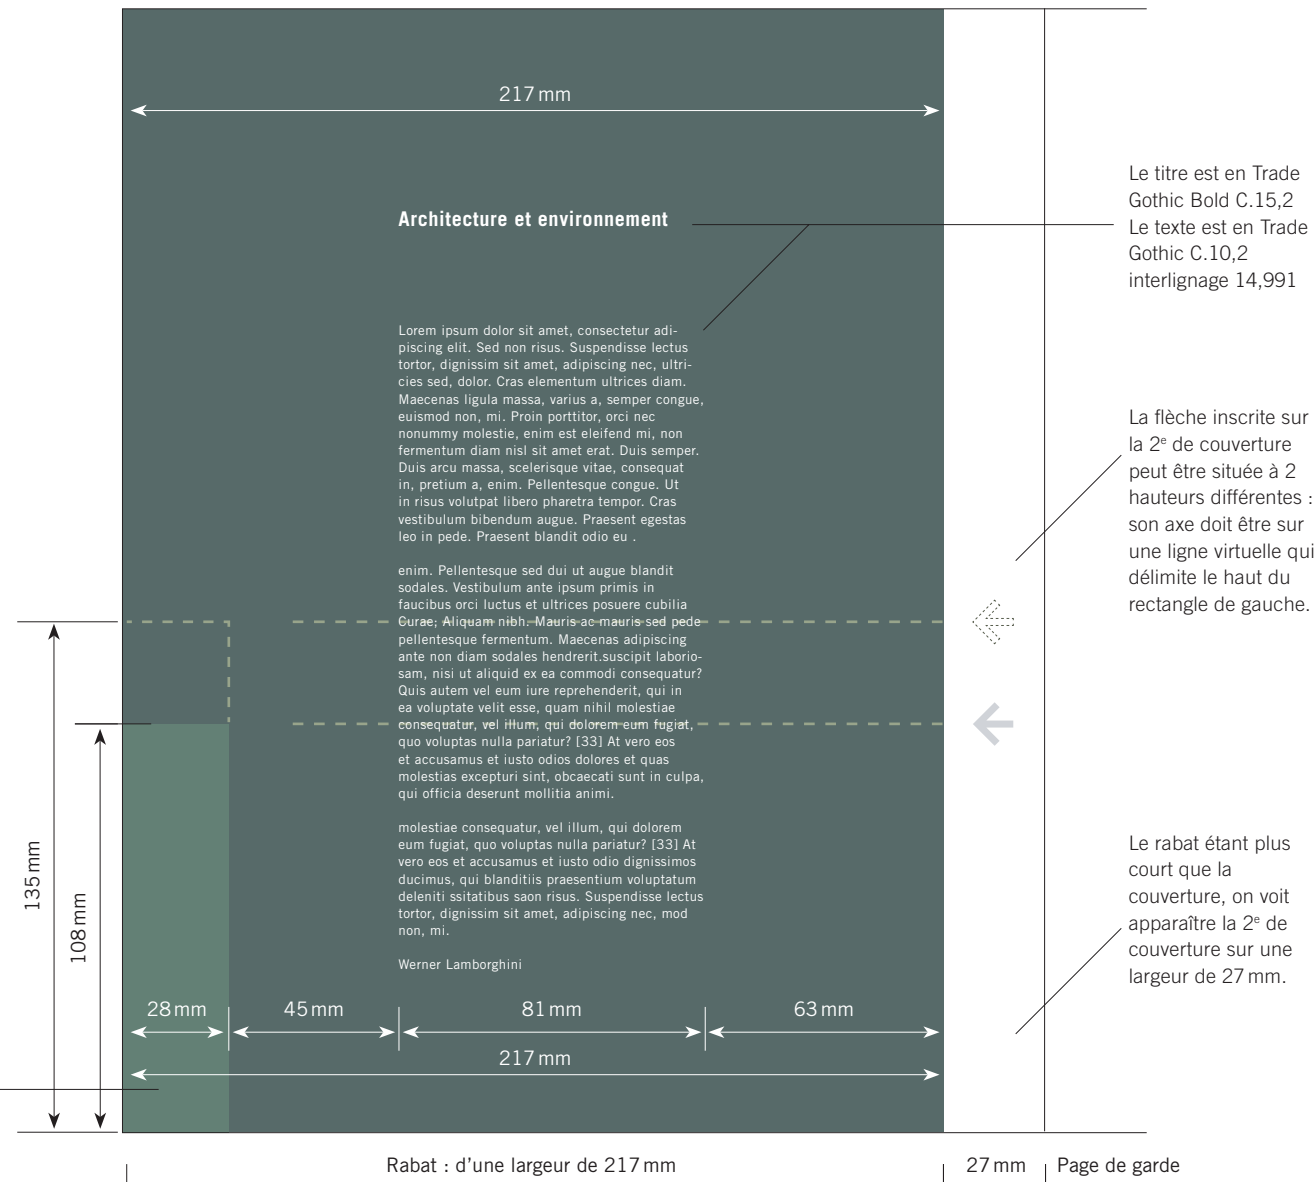 217 mm
Architecture et environnement
Le titre est en Trade
Gothic Bold C.15,2
Le texte est en Trade
Gothic C.10,2
interlignage 14,991
Lorem ipsum dolor sit amet, consectetur adi-
piscing elit. Sed non risus. Suspendisse lectus
tortor, dignissim sit amet, adipiscing nec, ultri-
cies sed, dolor. Cras elementum ultrices diam.
Maecenas ligula massa, varius a, semper congue,
euismod non, mi. Proin porttitor, orci nec
nonummy molestie, enim est eleifend mi, non
fermentum diam nisl sit amet erat. Duis semper.
Duis arcu massa, scelerisque vitae, consequat
in, pretium a, enim. Pellentesque congue. Ut
in risus volutpat libero pharetra tempor. Cras
vestibulum bibendum augue. Praesent egestas
leo in pede. Praesent blandit odio eu .
enim. Pellentesque sed dui ut augue blandit
sodales. Vestibulum ante ipsum primis in
faucibus orci luctus et ultrices posuere cubilia
Curae; Aliquam nibh. Mauris ac mauris sed pede
pellentesque fermentum. Maecenas adipiscing
ante non diam sodales hendrerit.suscipit laborio-
sam, nisi ut aliquid ex ea commodi consequatur?
Quis autem vel eum iure reprehenderit, qui in
ea voluptate velit esse, quam nihil molestiae
consequatur, vel illum, qui dolorem eum fugiat,
quo voluptas nulla pariatur? [33] At vero eos
et accusamus et iusto odios dolores et quas
molestias excepturi sint, obcaecati sunt in culpa,
qui officia deserunt mollitia animi.
molestiae consequatur, vel illum, qui dolorem
eum fugiat, quo voluptas nulla pariatur? [33] At
vero eos et accusamus et iusto odio dignissimos
ducimus, qui blanditiis praesentium voluptatum
deleniti ssitatibus saon risus. Suspendisse lectus
tortor, dignissim sit amet, adipiscing nec, mod
non, mi.
Werner Lamborghini
La flèche inscrite sur
la 2e de couverture
peut être située à 2
hauteurs différentes :
son axe doit être sur
une ligne virtuelle qui
délimite le haut du
rectangle de gauche.
Le rabat étant plus
court que la
couverture, on voit
apparaître la 2e de
couverture sur une
largeur de 27 mm.
135 mm
108 mm
28 mm
45 mm
81 mm
63 mm
217 mm
Rabat : d’une largeur de 217 mm
27 mm
Page de garde